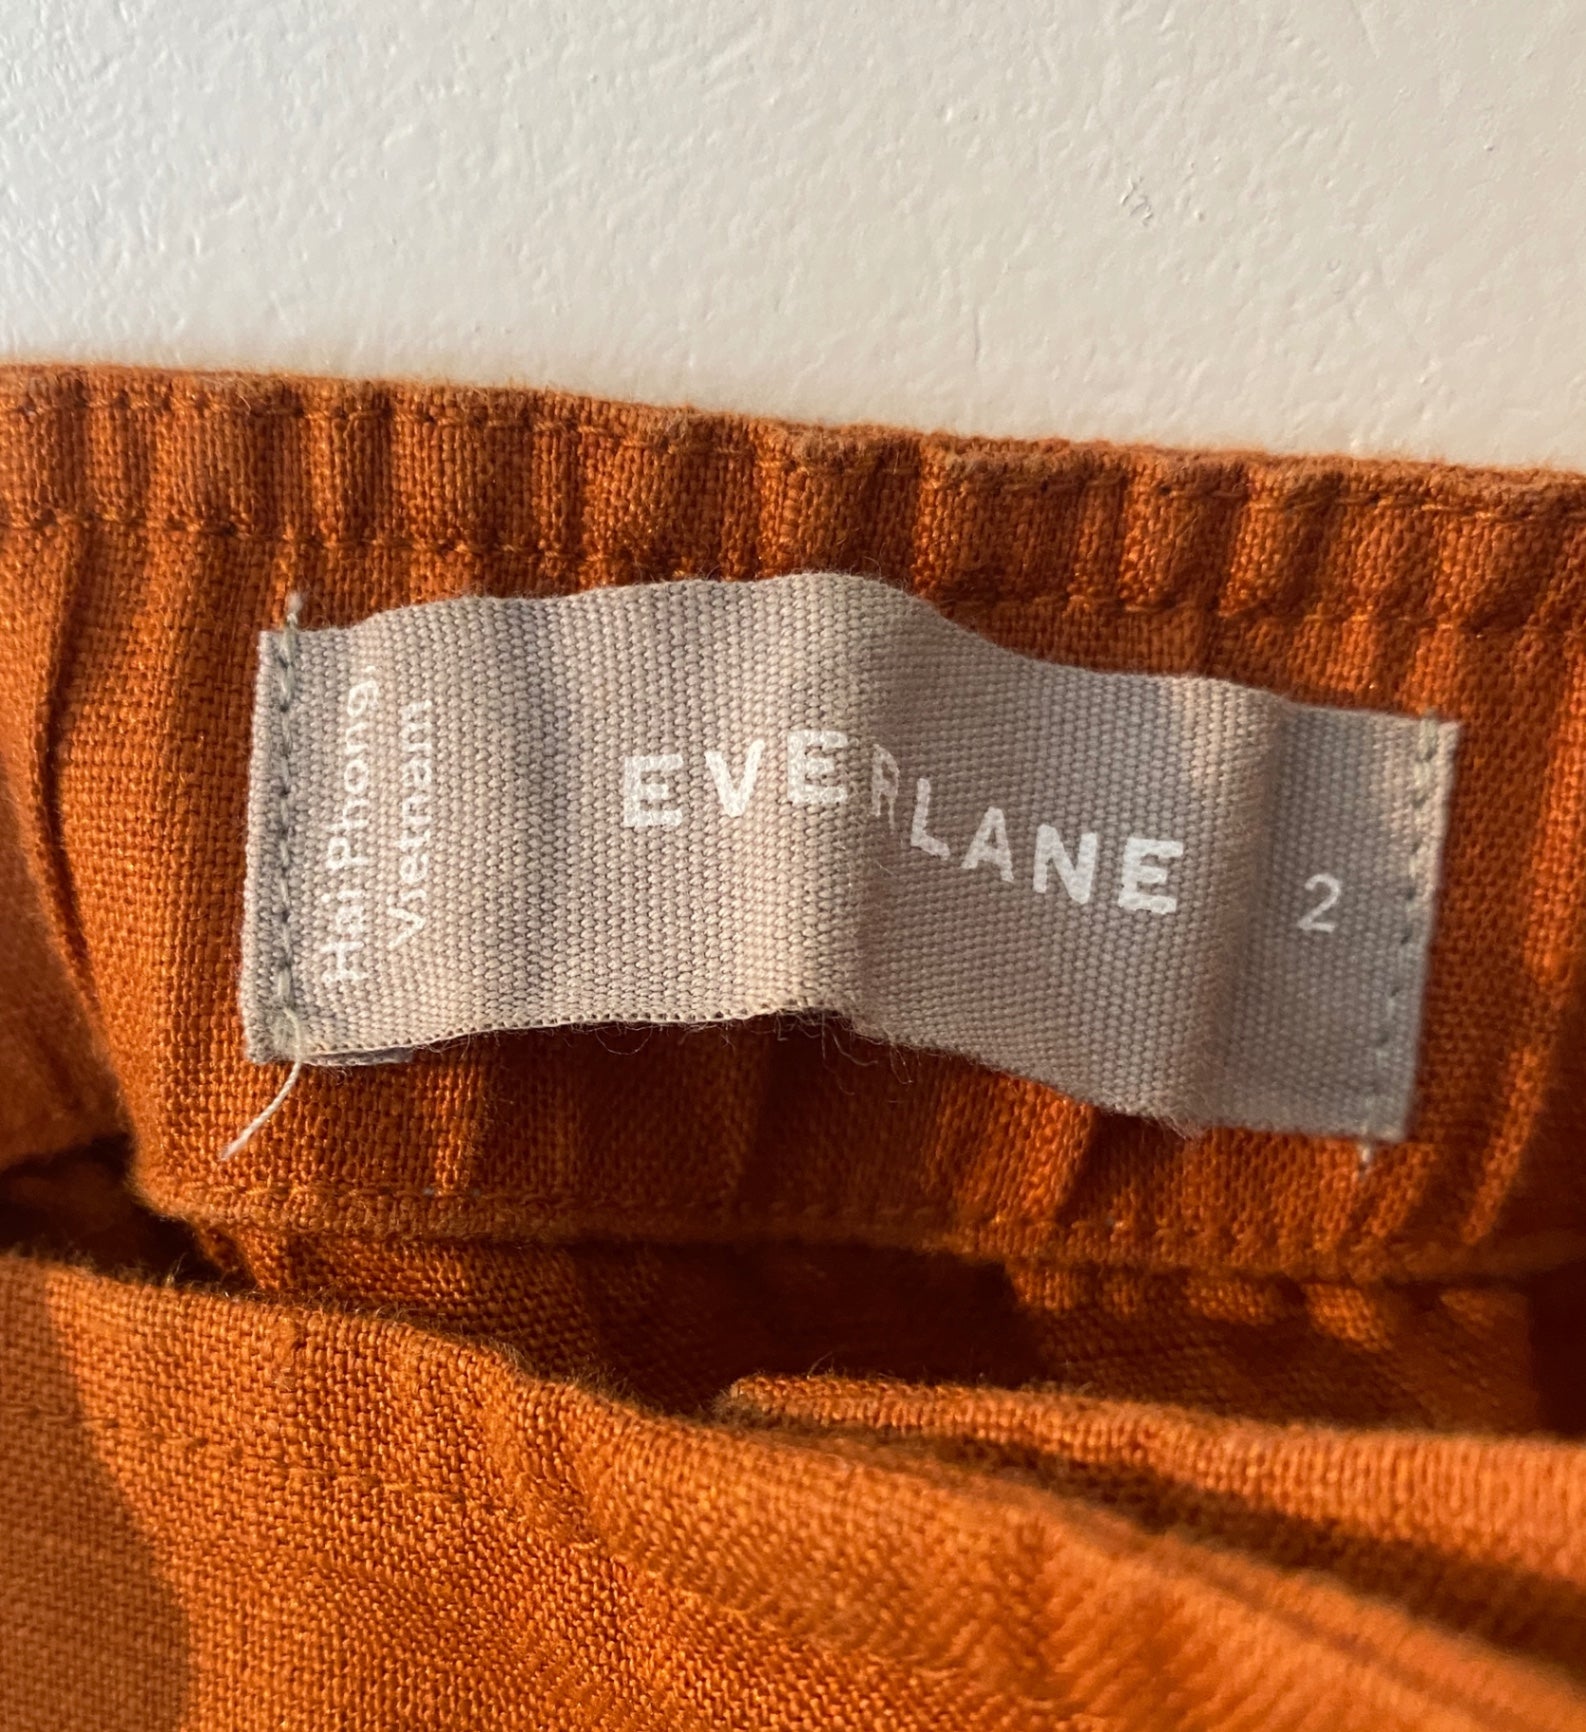 Hai Phong,
Vietnam
EVERLANE
2